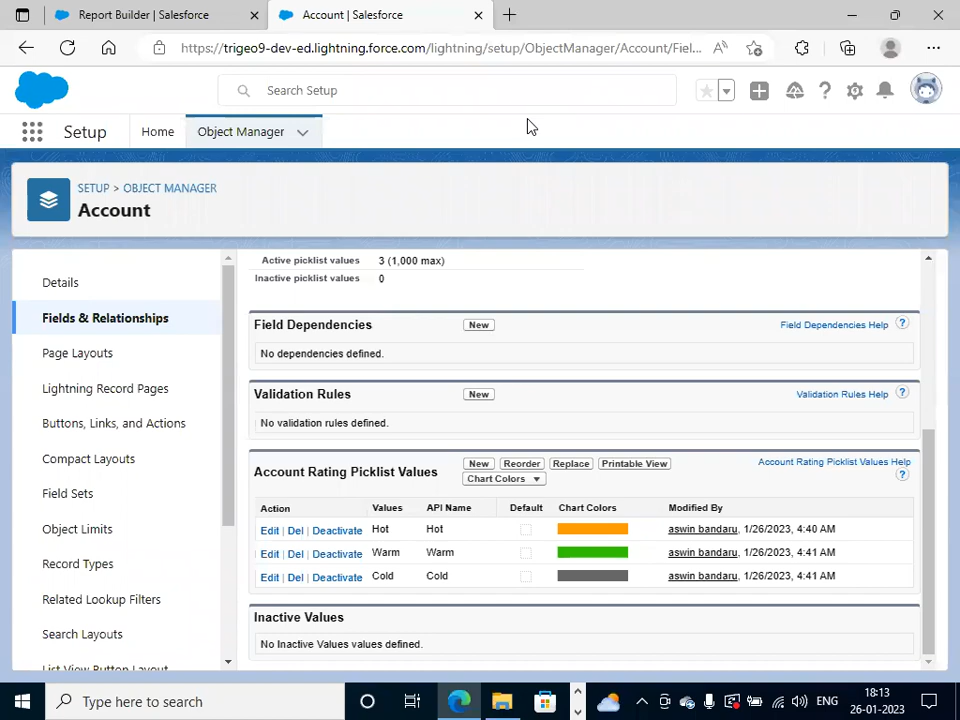 Report Builder | Salesforce
Account | Salesforce
https://trigeo9-dev-ed.lightning.force.com/lightning/setup/ObjectManager/Account/Fiel...
Search Setup
Setup
Home
Object Manager
SETUP > OBJECT MANAGER
Account
Details
Fields & Relationships
Page Layouts
Lightning Record Pages
Buttons, Links, and Actions
Compact Layouts
Field Sets
Object Limits
Record Types
Related Lookup Filters
Search Layouts
List View Button Layout
Active picklist values 3 (1,000 max)
Inactive picklist values 0
Field Dependencies New Field Dependencies Help ?
No dependencies defined.
Validation Rules New Validation Rules Help ?
No validation rules defined.
Account Rating Picklist Values New Reorder Replace Printable View Chart Colors Account Rating Picklist Values Help ?
Action Values API Name Default Chart Colors Modified By
Edit | Del | Deactivate Hot Hot aswin bandaru, 1/26/2023, 4:40 AM
Edit | Del | Deactivate Warm Warm aswin bandaru, 1/26/2023, 4:41 AM
Edit | Del | Deactivate Cold Cold aswin bandaru, 1/26/2023, 4:41 AM
Inactive Values
No Inactive Values values defined.
Type here to search
ENG
18:13
26-01-2023